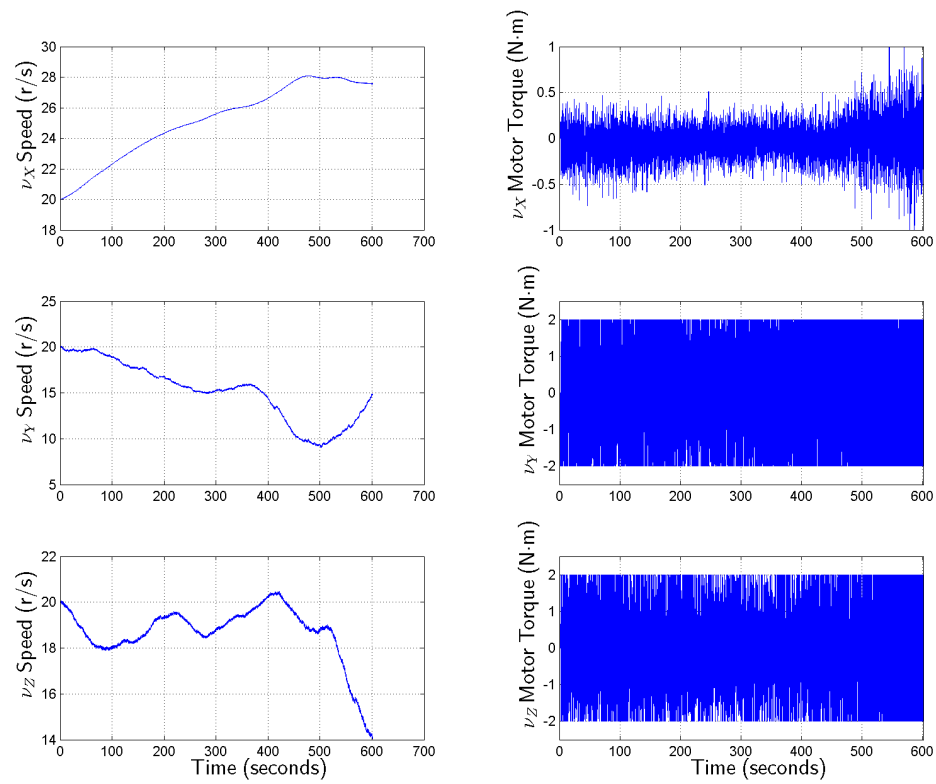 30
28
26
24
22
20
18
0 100 200 300 400 500 600 700
ν_X Speed (r/s)
1
0.5
0
-0.5
-1
0 100 200 300 400 500 600
ν_X Motor Torque (N·m)
25
20
15
10
5
0 100 200 300 400 500 600 700
ν_Y Speed (r/s)
2
1
0
-1
-2
0 100 200 300 400 500 600
ν_Y Motor Torque (N·m)
22
20
18
16
14
0 100 200 300 400 500 600 700
ν_Z Speed (r/s)
Time (seconds)
2
1
0
-1
-2
0 100 200 300 400 500 600
ν_Z Motor Torque (N·m)
Time (seconds)